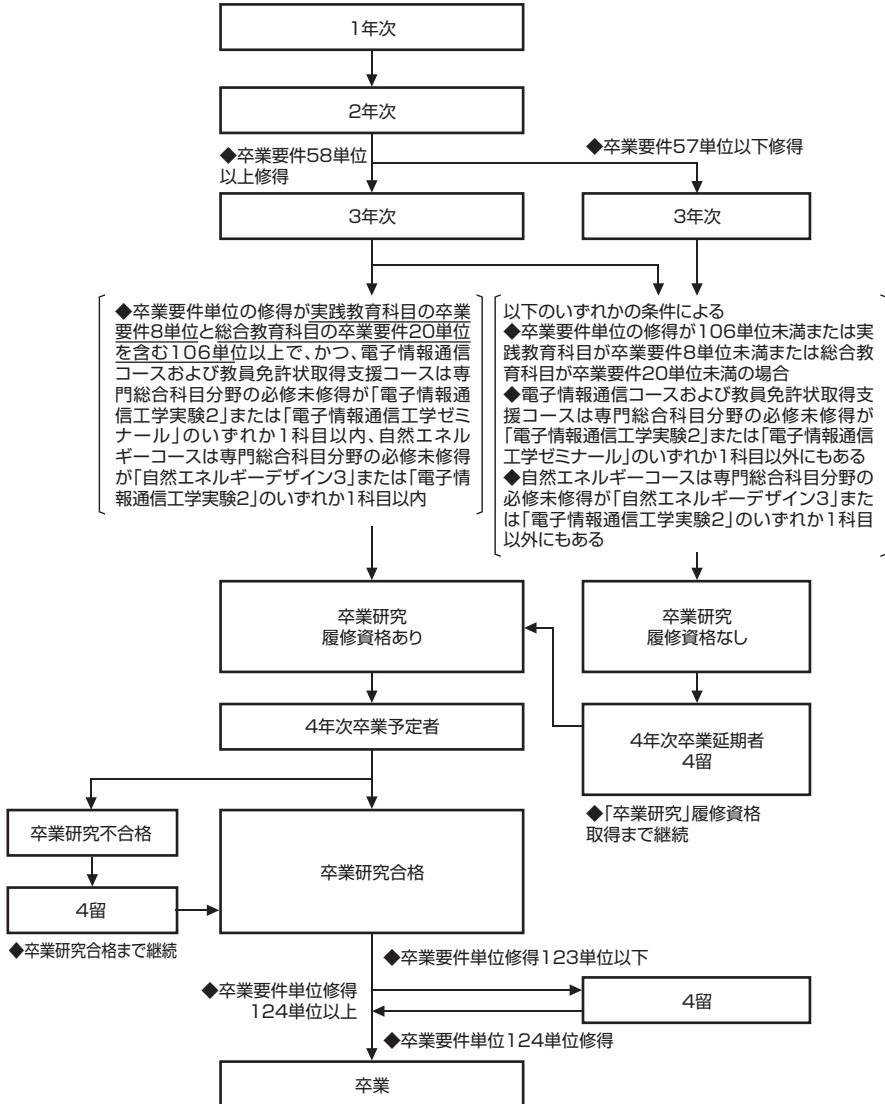 1年次
2年次
◆卒業要件58単位
以上修得
◆卒業要件57単位以下修得
3年次
3年次
◆卒業要件単位の修得が実践教育科目の卒業
要件8単位と総合教育科目の卒業要件20単位
を含む106単位以上で、かつ、電子情報通信
コースおよび教員免許状取得支援コースは専
門総合科目分野の必修未修得が「電子情報通
信工学実験2」または「電子情報通信工学ゼミ
ナール」のいずれか1科目以内、自然エネル
ギーコースは専門総合科目分野の必修未修得
が「自然エネルギーデザイン3」または「電子情
報通信工学実験2」のいずれか1科目以内
以下のいずれかの条件による
◆卒業要件単位の修得が106単位未満または実
践教育科目が卒業要件8単位未満または総合教
育科目が卒業要件20単位未満の場合
◆電子情報通信コースおよび教員免許状取得支
援コースは専門総合科目分野の必修未修得が
「電子情報通信工学実験2」または「電子情報通信
工学ゼミナール」のいずれか1科目以外にもある
◆自然エネルギーコースは専門総合科目分野の
必修未修得が「自然エネルギーデザイン3」また
は「電子情報通信工学実験2」のいずれか1科目
以外にもある
卒業研究
履修資格あり
卒業研究
履修資格なし
4年次卒業予定者
4年次卒業延期者
4留
◆「卒業研究」履修資格
取得まで継続
卒業研究不合格
卒業研究合格
4留
◆卒業研究合格まで継続
◆卒業要件単位修得123単位以下
◆卒業要件単位修得
124単位以上
4留
◆卒業要件単位124単位修得
卒業